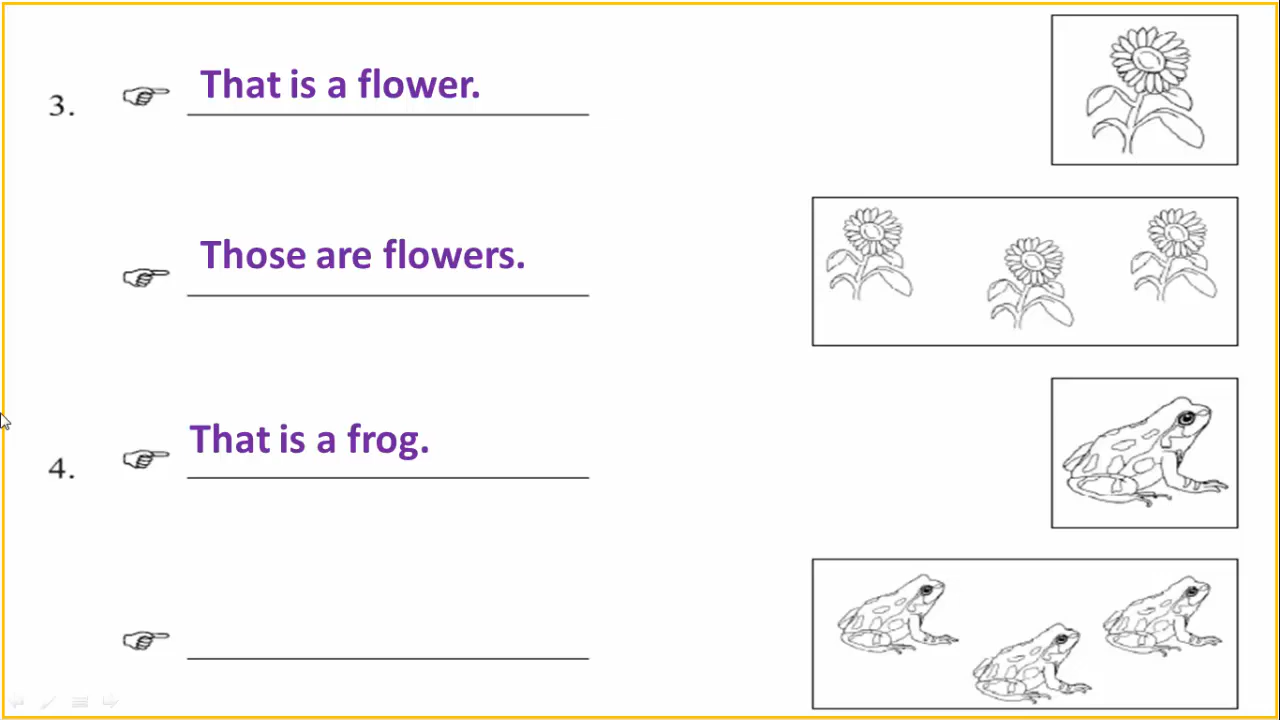 3. That is a flower.
Those are flowers.
4. That is a frog.